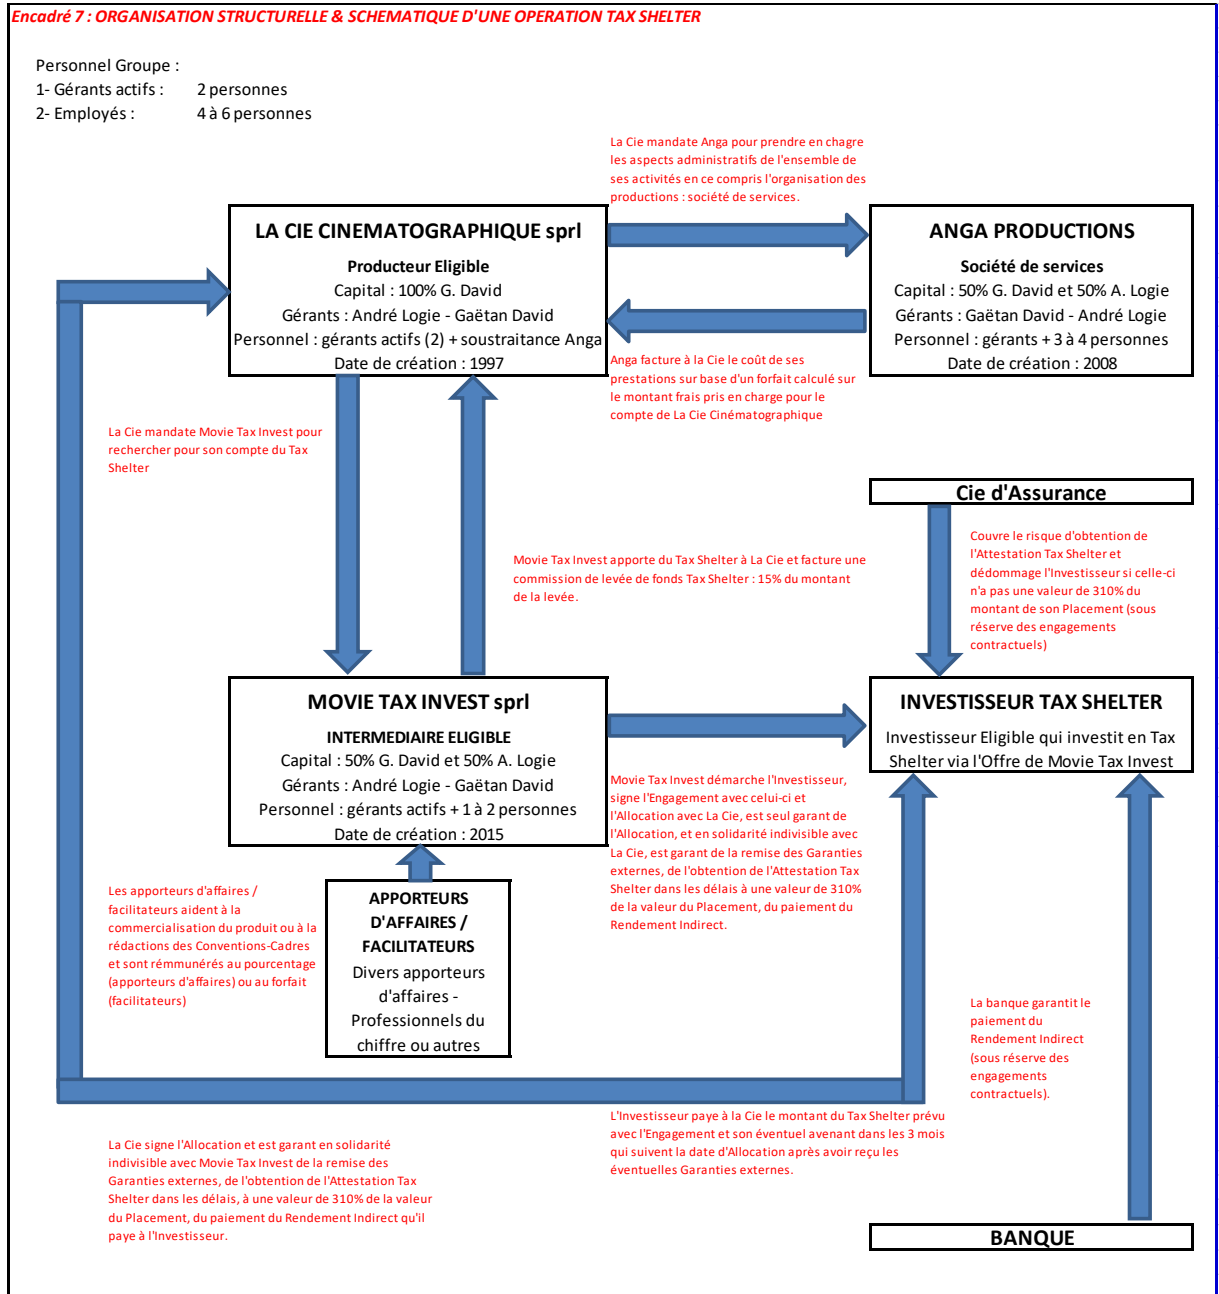 Encadré 7 : ORGANISATION STRUCTURELLE & SCHEMATIQUE D'UNE OPERATION TAX SHELTER
Personnel Groupe :
1- Gérants actifs : 2 personnes
2- Employés : 4 à 6 personnes
La Cie mandate Anga pour prendre en chagre
les aspects administratifs de l'ensemble de
ses activités en ce compris l'organisation des
productions : société de services.
LA CIE CINEMATOGRAPHIQUE sprl
Producteur Eligible
Capital : 100% G. David
Gérants : André Logie - Gaëtan David
Personnel : gérants actifs (2) + soustraitance Anga
Date de création : 1997
ANGA PRODUCTIONS
Société de services
Capital : 50% G. David et 50% A. Logie
Gérants : Gaëtan David - André Logie
Personnel : gérants + 3 à 4 personnes
Date de création : 2008
Anga facture à la Cie le coût de ses
prestations sur base d'un forfait calculé sur
le montant frais pris en charge pour le
compte de La Cie Cinématographique
La Cie mandate Movie Tax Invest pour
rechercher pour son compte du Tax
Shelter
Cie d'Assurance
Couvre le risque d'obtention de
l'Attestation Tax Shelter et
dédommage l'Investisseur si celle-ci
n'a pas une valeur de 310% du
montant de son Placement (sous
réserve des engagements
contractuels)
Movie Tax Invest apporte du Tax Shelter à La Cie et facture une
commission de levée de fonds Tax Shelter : 15% du montant
de la levée.
MOVIE TAX INVEST sprl
INTERMEDIAIRE ELIGIBLE
Capital : 50% G. David et 50% A. Logie
Gérants : André Logie - Gaëtan David
Personnel : gérants actifs + 1 à 2 personnes
Date de création : 2015
INVESTISSEUR TAX SHELTER
Investisseur Eligible qui investit en Tax
Shelter via l'Offre de Movie Tax Invest
Movie Tax Invest démarche l'Investisseur,
signe l'Engagement avec celui-ci et
l'Allocation avec La Cie, est seul garant de
l'Allocation, et en solidarité indivisible avec
La Cie, est garant de la remise des Garanties
externes, de l'obtention de l'Attestation Tax
Shelter dans les délais à une valeur de 310%
de la valeur du Placement, du paiement du
Rendement Indirect.
Les apporteurs d'affaires /
facilitateurs aident à la
commercialisation du produit ou à la
rédactions des Conventions-Cadres
et sont rémmunérés au pourcentage
(apporteurs d'affaires) ou au forfait
(facilitateurs)
APPORTEURS
D'AFFAIRES /
FACILITATEURS
Divers apporteurs
d'affaires -
Professionnels du
chiffre ou autres
La banque garantit le
paiement du
Rendement Indirect
(sous réserve des
engagements
contractuels).
L'Investisseur paye à la Cie le montant du Tax Shelter prévu
avec l'Engagement et son éventuel avenant dans les 3 mois
qui suivent la date d'Allocation après avoir reçu les
éventuelles Garanties externes.
La Cie signe l'Allocation et est garant en solidarité
indivisible avec Movie Tax Invest de la remise des
Garanties externes, de l'obtention de l'Attestation Tax
Shelter dans les délais, à une valeur de 310% de la valeur
du Placement, du paiement du Rendement Indirect qu'il
paye à l'Investisseur.
BANQUE